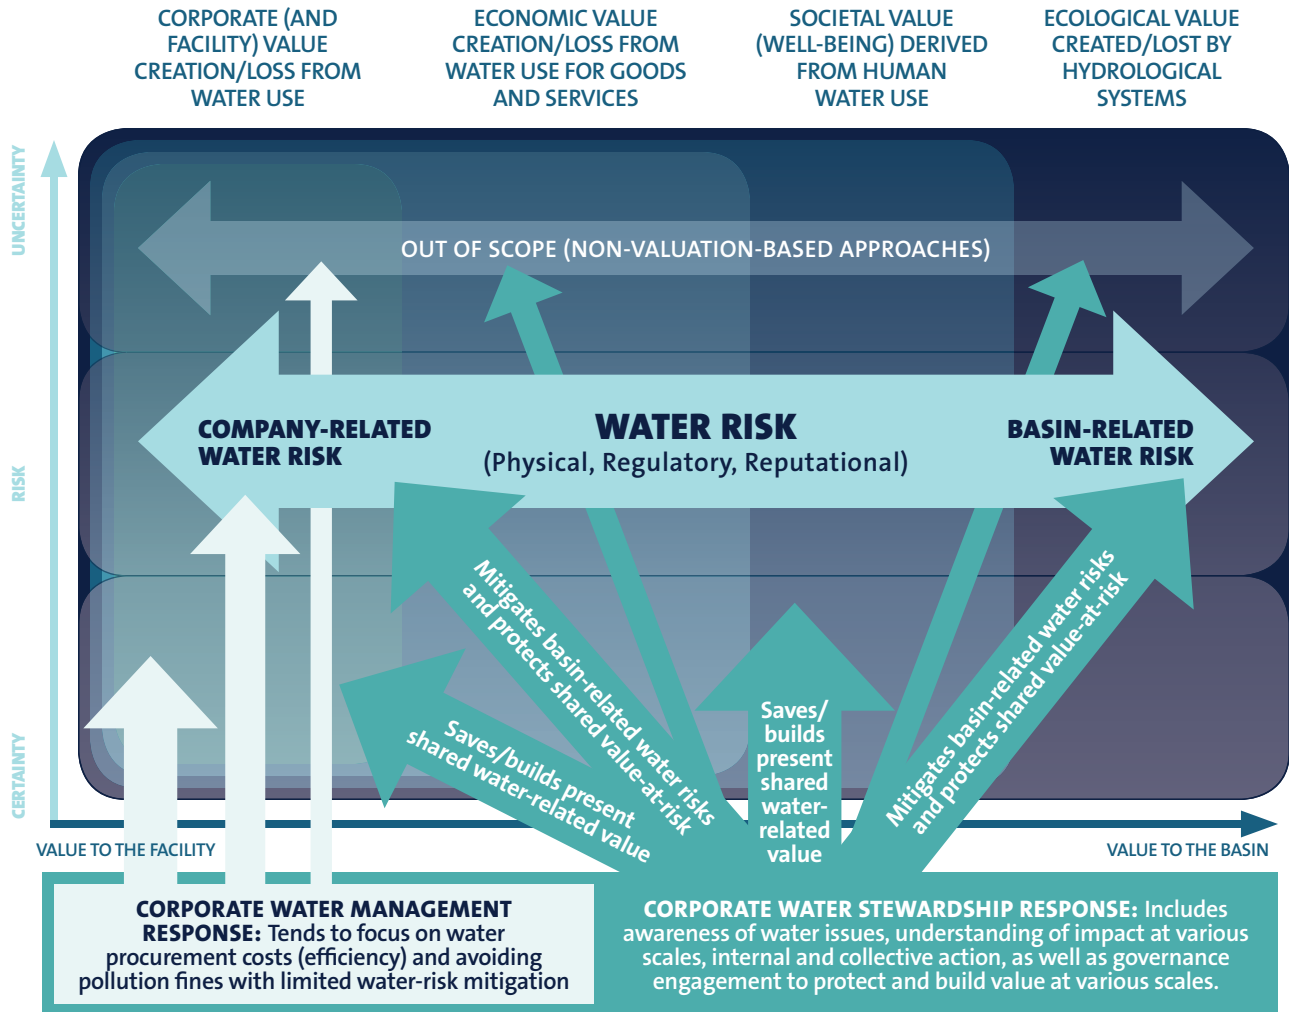 CORPORATE (AND
FACILITY) VALUE
CREATION/LOSS FROM
WATER USE
ECONOMIC VALUE
CREATION/LOSS FROM
WATER USE FOR GOODS
AND SERVICES
SOCIETAL VALUE
(WELL-BEING) DERIVED
FROM HUMAN
WATER USE
ECOLOGICAL VALUE
CREATED/LOST BY
HYDROLOGICAL
SYSTEMS
UNCERTAINTY
RISK
CERTAINTY
OUT OF SCOPE (NON-VALUATION-BASED APPROACHES)
COMPANY-RELATED
WATER RISK
WATER RISK
(Physical, Regulatory, Reputational)
BASIN-RELATED
WATER RISK
Saves/builds present
shared water-related value
Mitigates basin-related water risks
and protects shared value-at-risk
Saves/
builds
present
shared
water-
related
value
Mitigates basin-related water risks
and protects shared value-at-risk
VALUE TO THE FACILITY
VALUE TO THE BASIN
CORPORATE WATER MANAGEMENT
RESPONSE: Tends to focus on water
procurement costs (efficiency) and avoiding
pollution fines with limited water-risk mitigation
CORPORATE WATER STEWARDSHIP RESPONSE: Includes
awareness of water issues, understanding of impact at various
scales, internal and collective action, as well as governance
engagement to protect and build value at various scales.